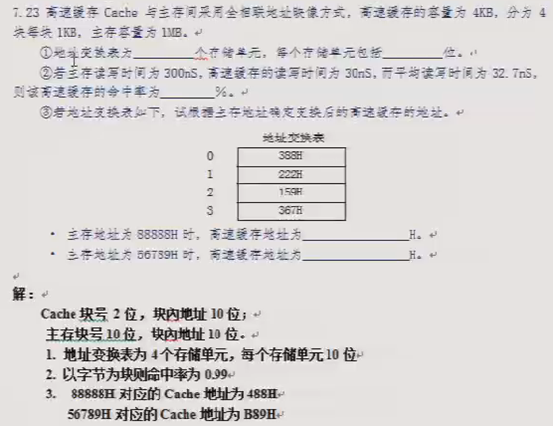 7.23 高速缓存 Cache 与主存间采用全相联地址映像方式，高速缓存的容量为 4KB，分为 4
块每块 1KB，主存容量为 1MB。
①地址变换表为________个存储单元，每个存储单元包括________位。
②若主存读写时间为300nS，高速缓存的读写时间为30nS，而平均读写时间为 32.7nS，
则该高速缓存的命中率为________%。
③若地址变换表如下，试根据主存地址确定变换后的高速缓存的地址。
地址变换表
0 388H
1 222H
2 159H
3 367H
• 主存地址为 88888H 时，高速缓存地址为________________H。
• 主存地址为 56789H 时，高速缓存地址为________________H。
解：
Cache 块号 2 位，块内地址 10 位；
主存块号 10 位，块内地址 10 位。
1. 地址变换表为 4 个存储单元，每个存储单元 10 位
2. 以字节为块则命中率为 0.99
3. 88888H 对应的 Cache 地址为 488H
56789H 对应的 Cache 地址为 B89H